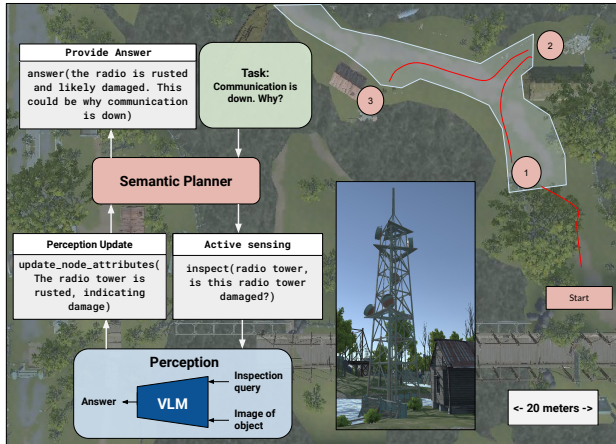 Provide Answer
answer(the radio is rusted
and likely damaged. This
could be why communication
is down)
Task:
Communication is
down. Why?
2
3
1
Semantic Planner
Perception Update
update_node_attributes(
The radio tower is
rusted, indicating
damage)
Active sensing
inspect(radio tower,
is this radio tower
damaged?)
Start
Perception
Answer
VLM
Inspection
query
Image of
object
<- 20 meters ->